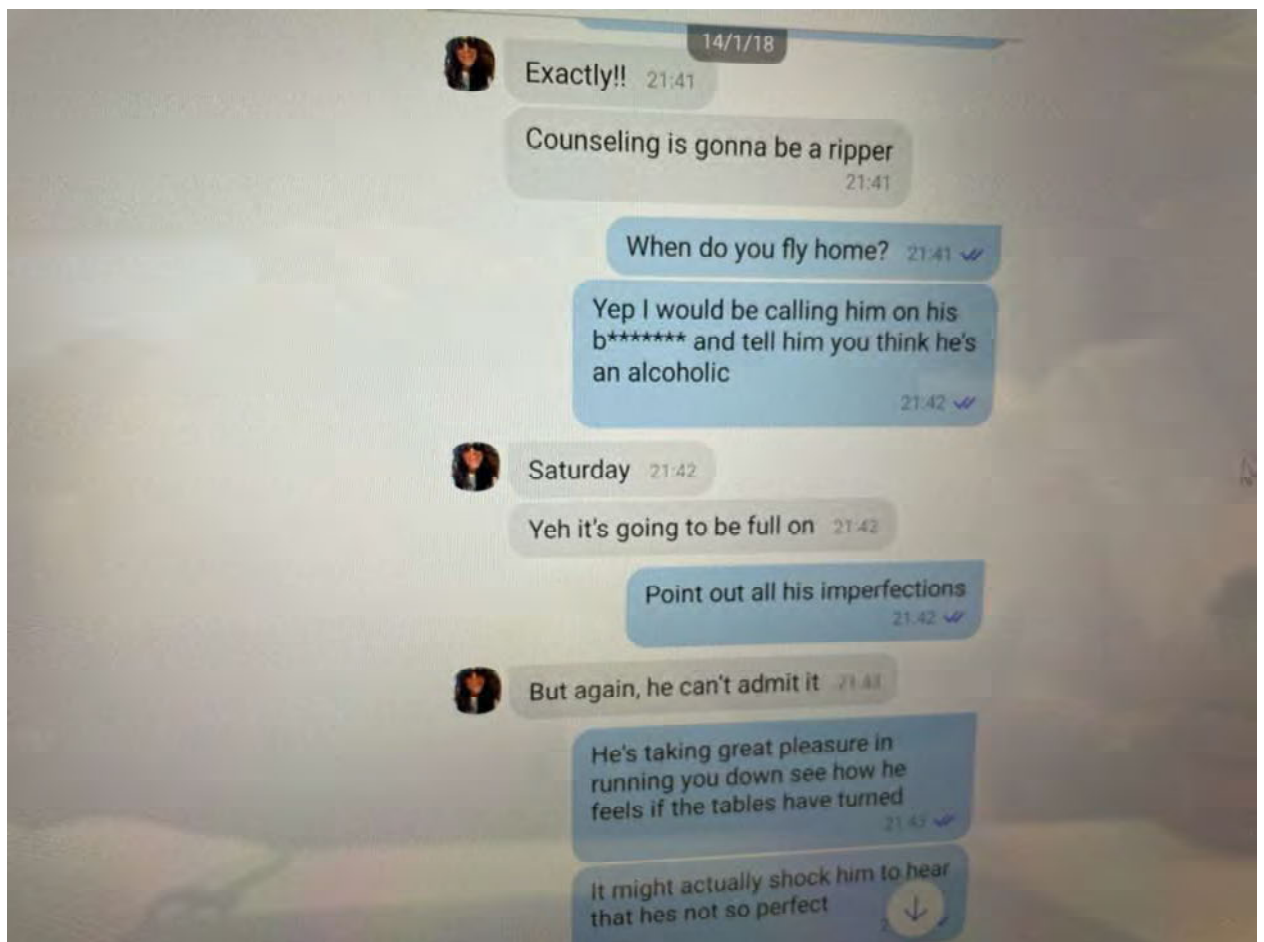 14/1/18
Exactly!! 21:41
Counseling is gonna be a ripper
21:41
When do you fly home? 21:41
Yep I would be calling him on his
b******* and tell him you think he's
an alcoholic
21:42
Saturday 21:42
Yeh it's going to be full on 21:42
Point out all his imperfections
21:42
But again, he can't admit it
He's taking great pleasure in
running you down see how he
feels if the tables have turned
21:43
It might actually shock him to hear
that hes not so perfect